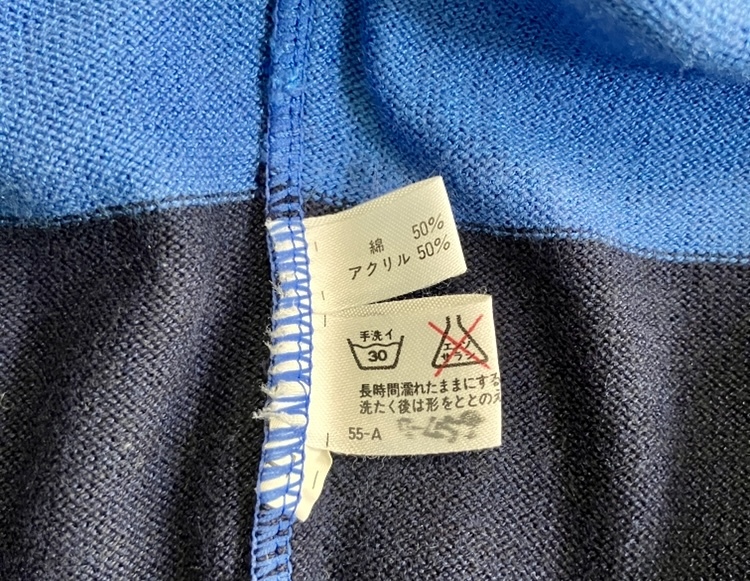 綿 50%
アクリル 50%
手洗イ
30
エンソ
サラシ
長時間濡れたままにする
洗たく後は形をととのえ
55-A